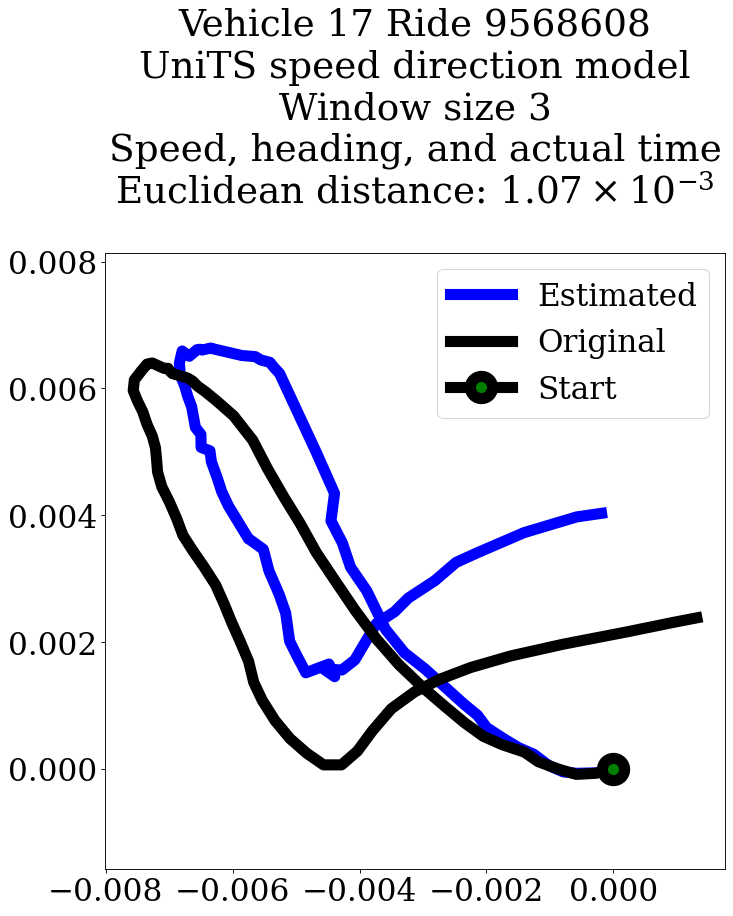 Vehicle 17 Ride 9568608
UniTS speed direction model
Window size 3
Speed, heading, and actual time
Euclidean distance: 1.07 × 10⁻³
0.008
0.006
0.004
0.002
0.000
Estimated
Original
Start
−0.008 −0.006 −0.004 −0.002 0.000